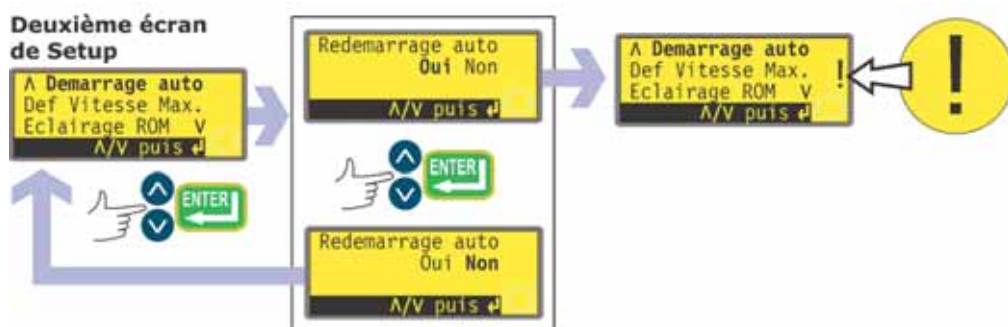 Deuxième écran
de Setup
Λ Demarrage auto
Def Vitesse Max.
Eclairage ROM V
Λ/V puis ↲
ENTER
Redemarrage auto
Oui Non
Λ/V puis ↲
ENTER
Redemarrage auto
Oui Non
Λ/V puis ↲
Λ Demarrage auto
Def Vitesse Max. !
Eclairage ROM V
Λ/V puis ↲
!